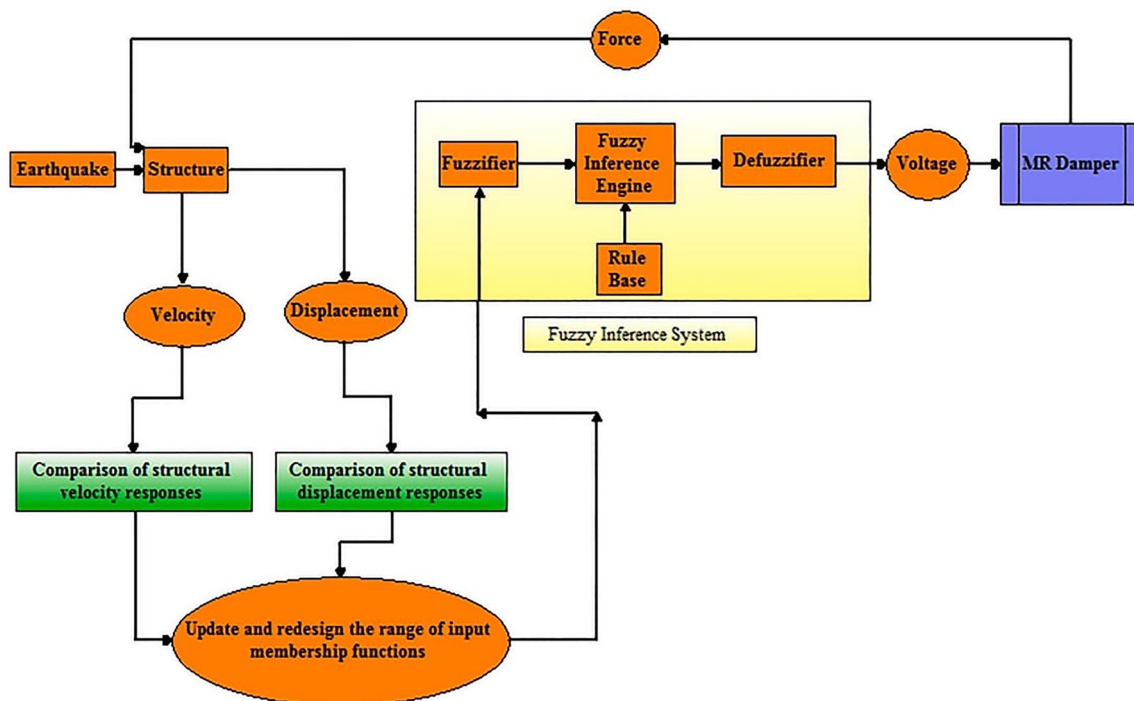 Force
Earthquake
Structure
Fuzzifier
Fuzzy
Inference
Engine
Defuzzifier
Voltage
MR Damper
Rule
Base
Velocity
Displacement
Fuzzy Inference System
Comparison of structural
velocity responses
Comparison of structural
displacement responses
Update and redesign the range of input
membership functions